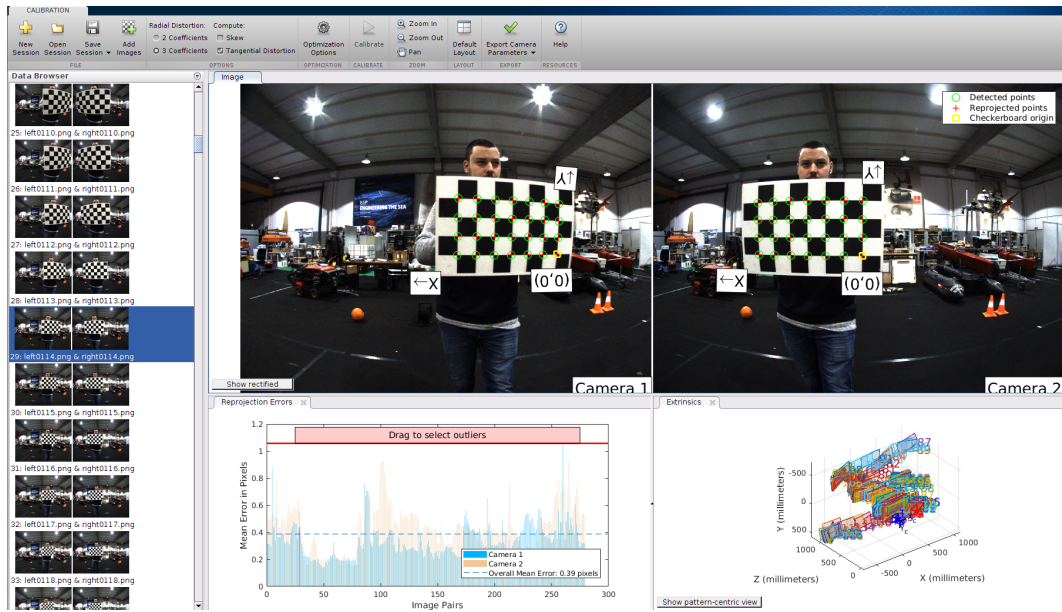 CALIBRATION
New Session
Open Session
Save Session
Add Images
FILE
Radial Distortion:
2 Coefficients
3 Coefficients
Compute:
Skew
Tangential Distortion
OPTIONS
Optimization Options
OPTIMIZATION
Calibrate
CALIBRATE
Zoom In
Zoom Out
Pan
ZOOM
Default Layout
LAYOUT
Export Camera Parameters
EXPORT
Help
RESOURCES
Data Browser
25: left0110.png & right0110.png
26: left0111.png & right0111.png
27: left0112.png & right0112.png
28: left0113.png & right0113.png
29: left0114.png & right0114.png
30: left0115.png & right0115.png
31: left0116.png & right0116.png
32: left0117.png & right0117.png
33: left0118.png & right0118.png
Image
ENGINEERING THE SEA
Y→
←X
(0,0)
Show rectified
Camera 1
Detected points
Reprojected points
Checkerboard origin
Y→
←X
(0,0)
Camera 2
Reprojection Errors
Drag to select outliers
Mean Error in Pixels
1.2
1
0.8
0.6
0.4
0.2
0
Camera 1
Camera 2
Overall Mean Error: 0.39 pixels
0 50 100 150 200 250 300
Image Pairs
Extrinsics
Y (millimeters)
-500
0
500
1000
500
0
Z (millimeters)
-500
0
500
1000
X (millimeters)
Show pattern-centric view